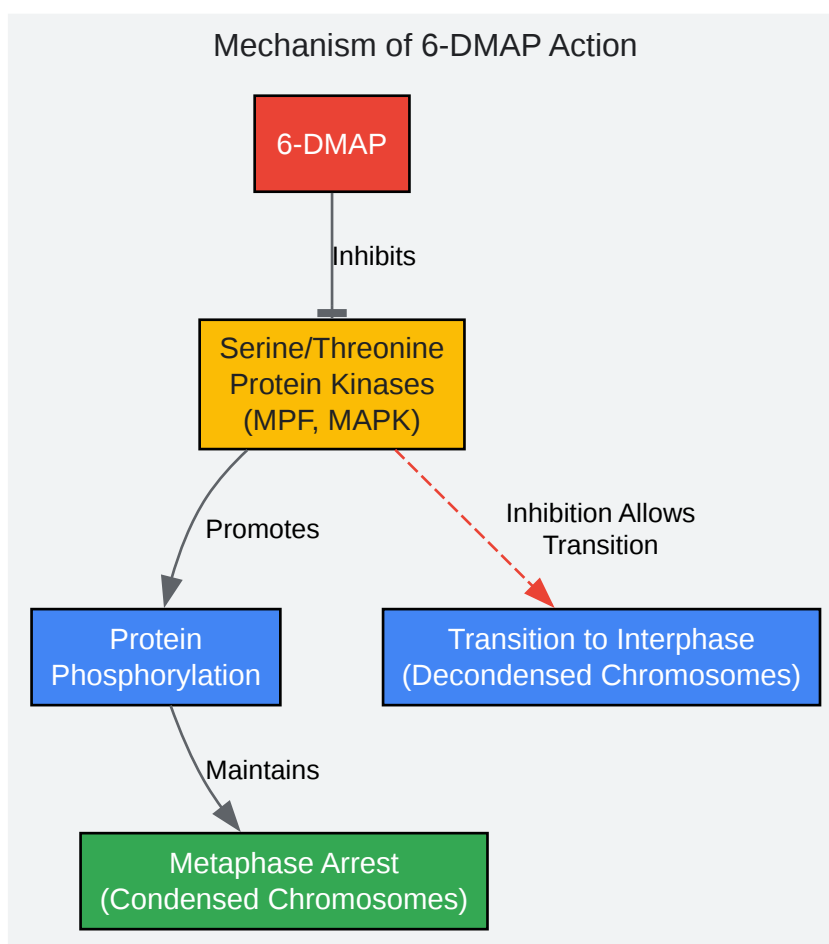 Mechanism of 6-DMAP Action
6-DMAP
Inhibits
Serine/Threonine
Protein Kinases
(MPF, MAPK)
Promotes
Inhibition Allows
Transition
Protein
Phosphorylation
Transition to Interphase
(Decondensed Chromosomes)
Maintains
Metaphase Arrest
(Condensed Chromosomes)